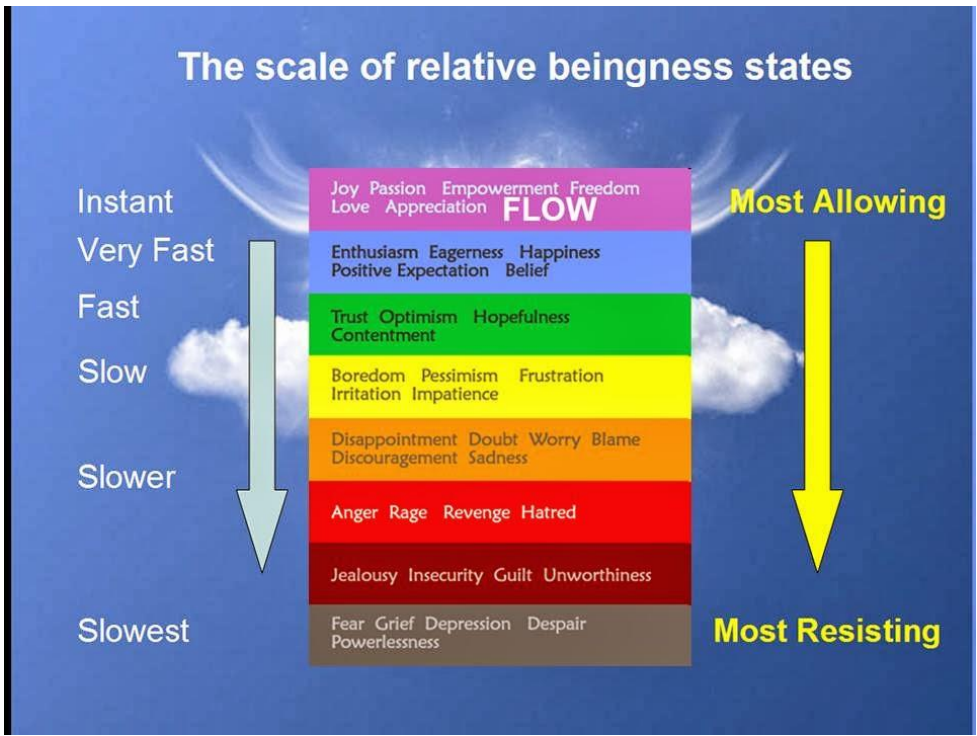 The scale of relative beingness states
Instant
Very Fast
Fast
Slow
Slower
Slowest
Joy Passion Empowerment Freedom
Love Appreciation FLOW
Enthusiasm Eagerness Happiness
Positive Expectation Belief
Trust Optimism Hopefulness
Contentment
Boredom Pessimism Frustration
Irritation Impatience
Disappointment Doubt Worry Blame
Discouragement Sadness
Anger Rage Revenge Hatred
Jealousy Insecurity Guilt Unworthiness
Fear Grief Depression Despair
Powerlessness
Most Allowing
Most Resisting